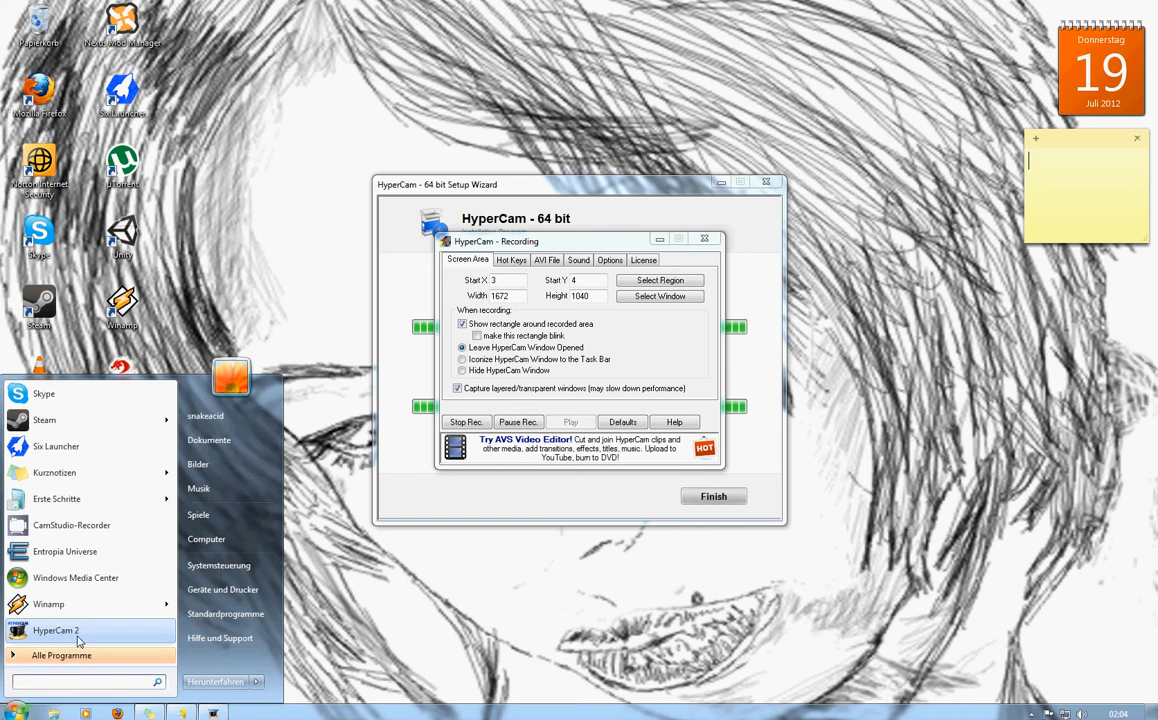 Papierkorb
Nexus Mod Manager
Mozilla Firefox
Six Launcher
Norton Internet
Security
µTorrent
Skype
Unity
Steam
Winamp
Donnerstag
19
Juli 2012
HyperCam - 64 bit Setup Wizard
HyperCam - 64 bit
HyperCam - Recording
Screen Area
Hot Keys
AVI File
Sound
Options
License
Start X 3
Start Y 4
Select Region
Width 1672
Height 1040
Select Window
When recording:
Show rectangle around recorded area
make this rectangle blink
Leave HyperCam Window Opened
Iconize HyperCam Window to the Task Bar
Hide HyperCam Window
Capture layered/transparent windows (may slow down performance)
Stop Rec.
Pause Rec.
Play
Defaults
Help
Try AVS Video Editor! Cut and join HyperCam clips and
other media, add transitions, effects, titles, music. Upload to
YouTube, burn to DVD!
HOT
Finish
Skype
Steam
Six Launcher
Kurznotizen
Erste Schritte
CamStudio-Recorder
Entropia Universe
Windows Media Center
Winamp
HYPERCAM
HyperCam 2
Alle Programme
snakeacid
Dokumente
Bilder
Musik
Spiele
Computer
Systemsteuerung
Geräte und Drucker
Standardprogramme
Hilfe und Support
Herunterfahren
02:04